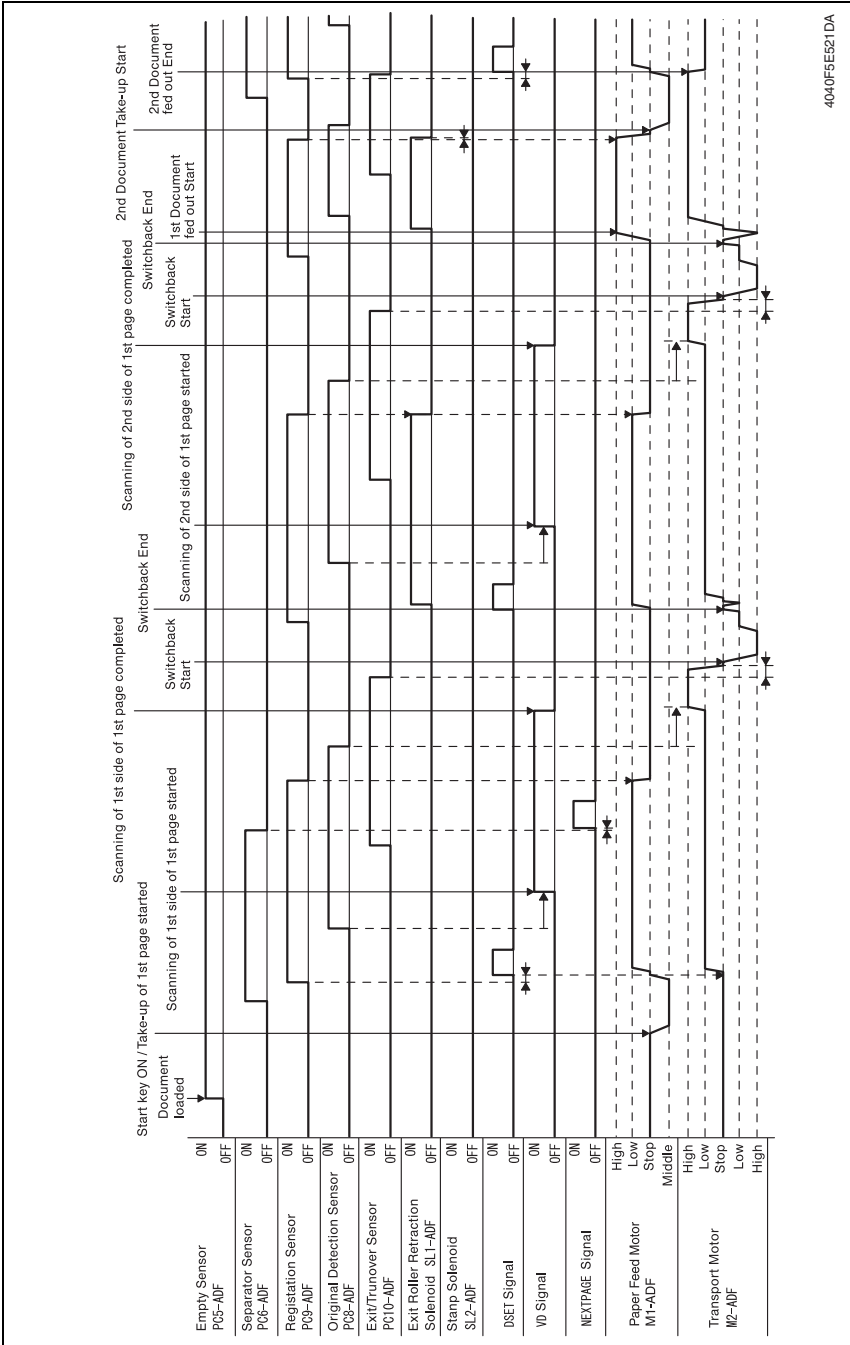 Start key ON / Take-up of 1st page started
Document
loaded
Scanning of 1st side of 1st page started
Scanning of 1st side of 1st page completed
Switchback
Start
Switchback End
Scanning of 2nd side of 1st page started
Scanning of 2nd side of 1st page completed
Switchback
Start
Switchback End
1st Document
fed out Start
2nd Document Take-up Start
2nd Document
fed out End
Empty Sensor
PC5-ADF
ON
OFF
Separator Sensor
PC6-ADF
ON
OFF
Registation Sensor
PC9-ADF
ON
OFF
Original Detection Sensor
PC8-ADF
ON
OFF
Exit/Trunover Sensor
PC10-ADF
ON
OFF
Exit Roller Retraction
Solenoid SL1-ADF
ON
OFF
Stanp Solenoid
SL2-ADF
ON
OFF
DSET Signal
ON
OFF
VD Signal
ON
OFF
NEXTPAGE Signal
ON
OFF
Paper Feed Motor
M1-ADF
High
Low
Stop
Middle
Transport Motor
M2-ADF
High
Low
Stop
Low
High
4040F5E521DA